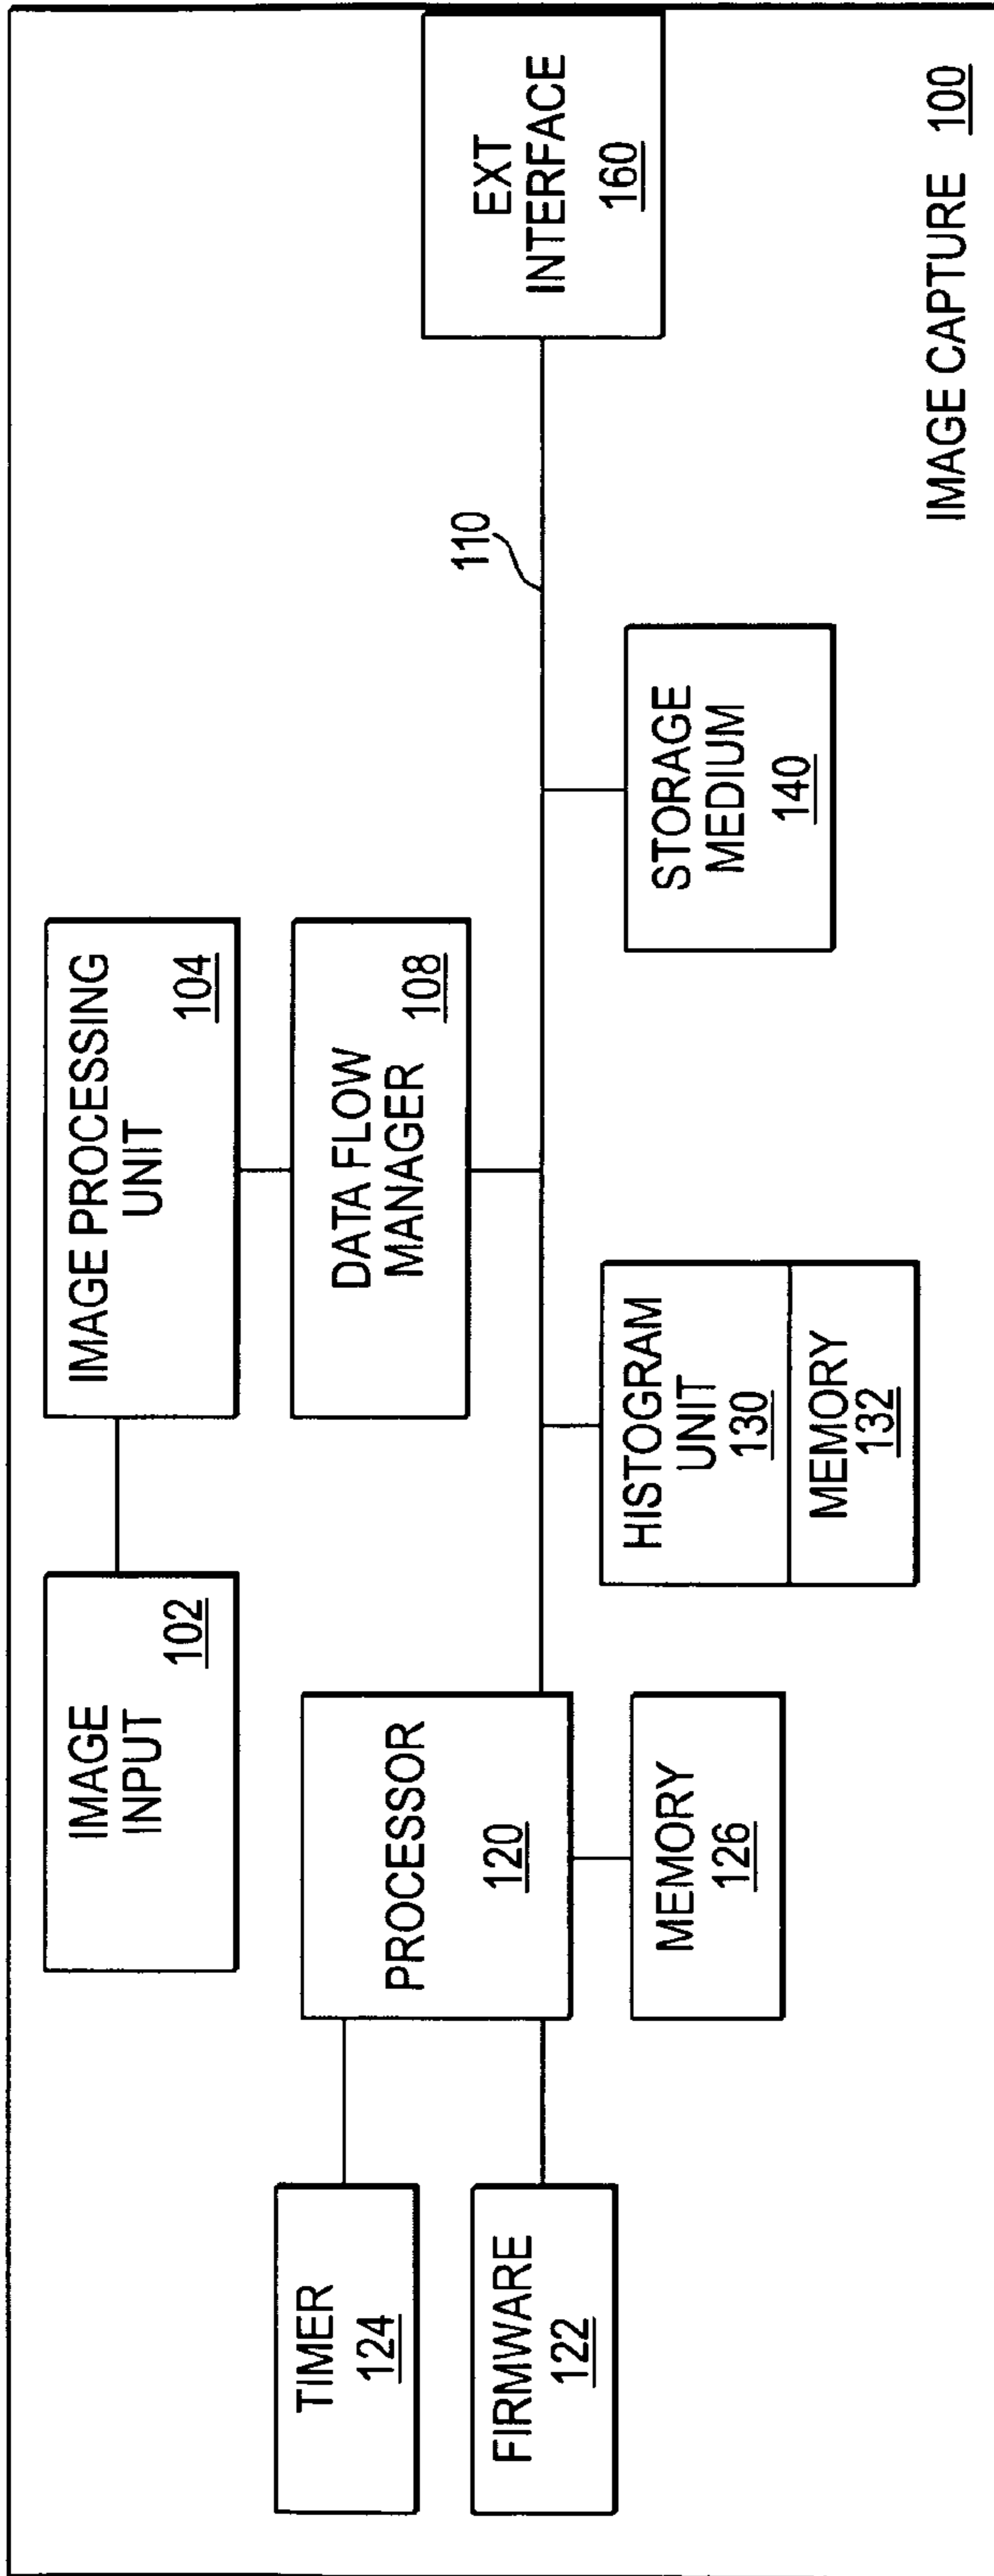 IMAGE
INPUT
102
IMAGE PROCESSING
UNIT
104
TIMER
124
PROCESSOR
120
DATA FLOW
MANAGER
108
FIRMWARE
122
110
EXT
INTERFACE
160
MEMORY
126
HISTOGRAM
UNIT
130
MEMORY
132
STORAGE
MEDIUM
140
IMAGE CAPTURE 100